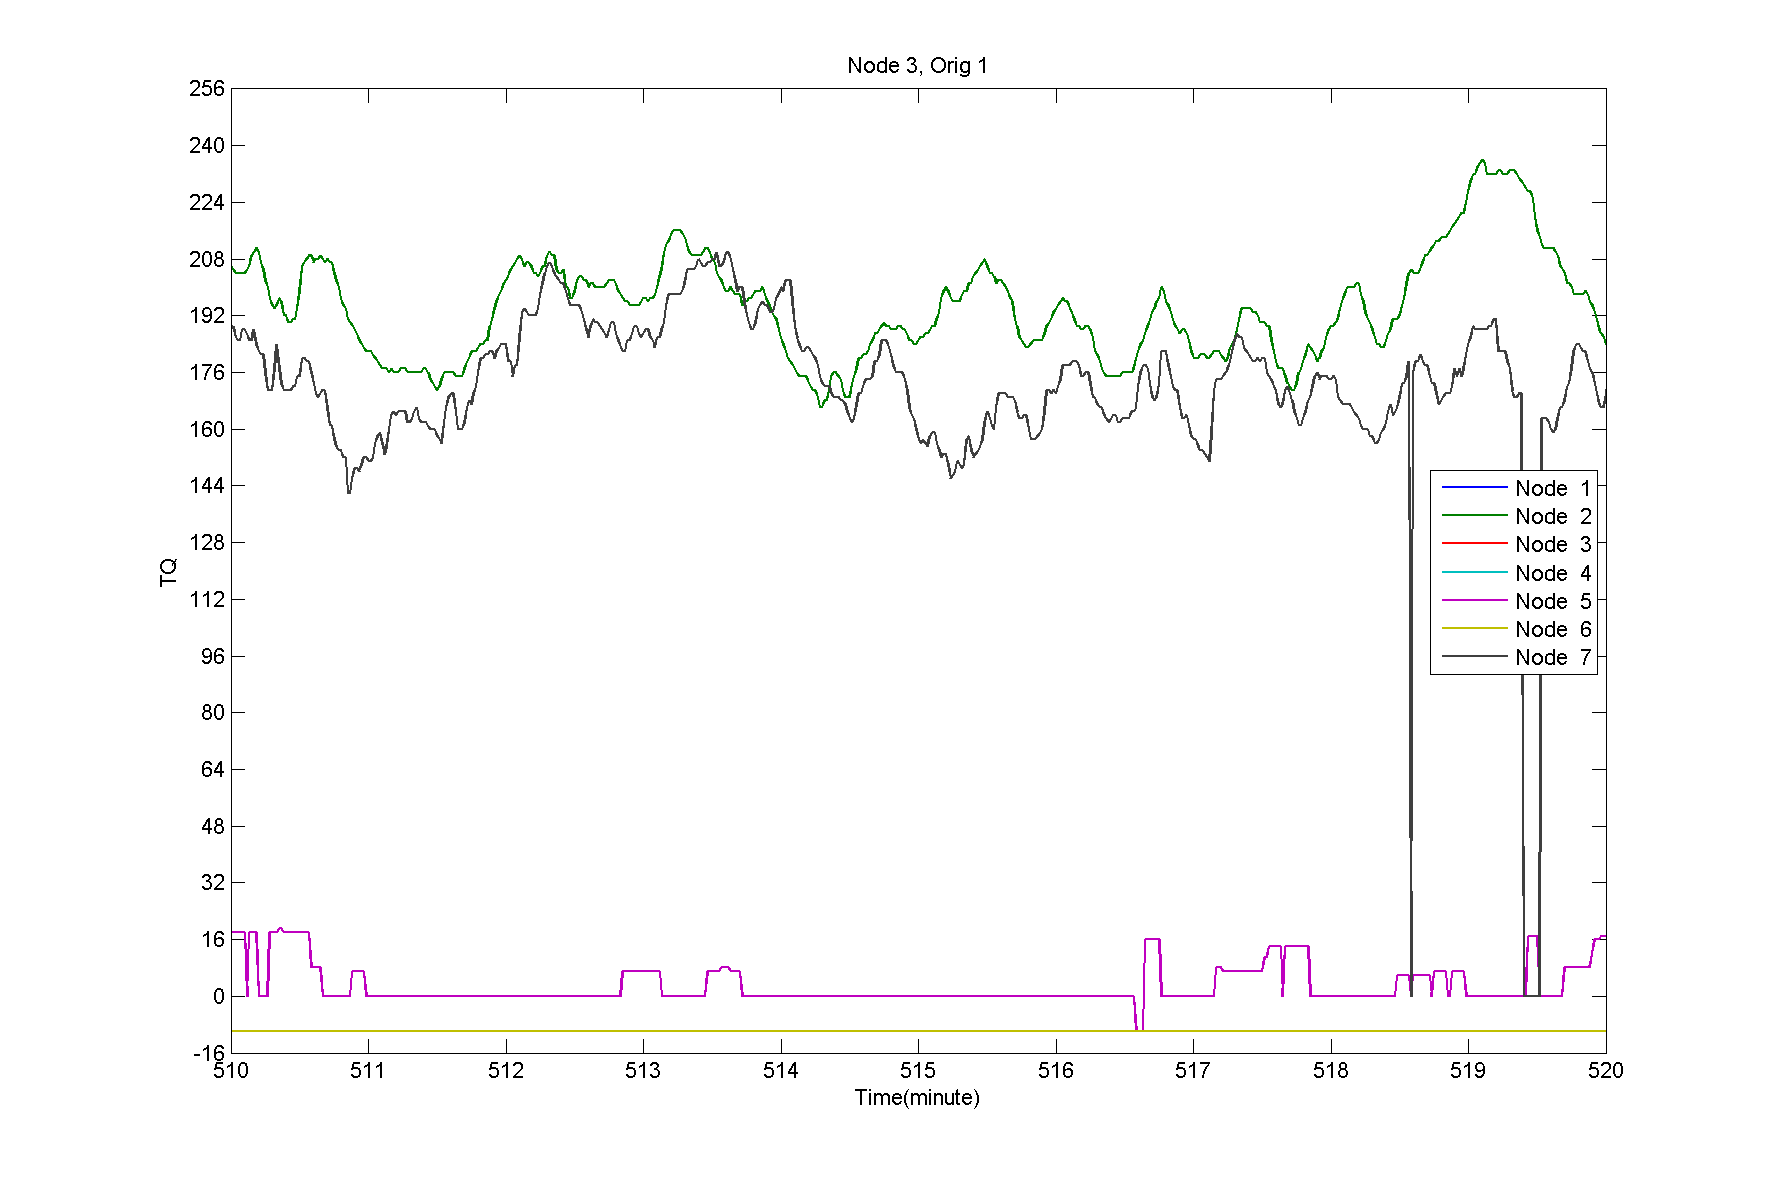 Node 3, Orig 1
256
240
224
208
192
176
160
144
128
112
96
80
64
48
32
16
0
-16
TQ
Node 1
Node 2
Node 3
Node 4
Node 5
Node 6
Node 7
510 511 512 513 514 515 516 517 518 519 520
Time(minute)